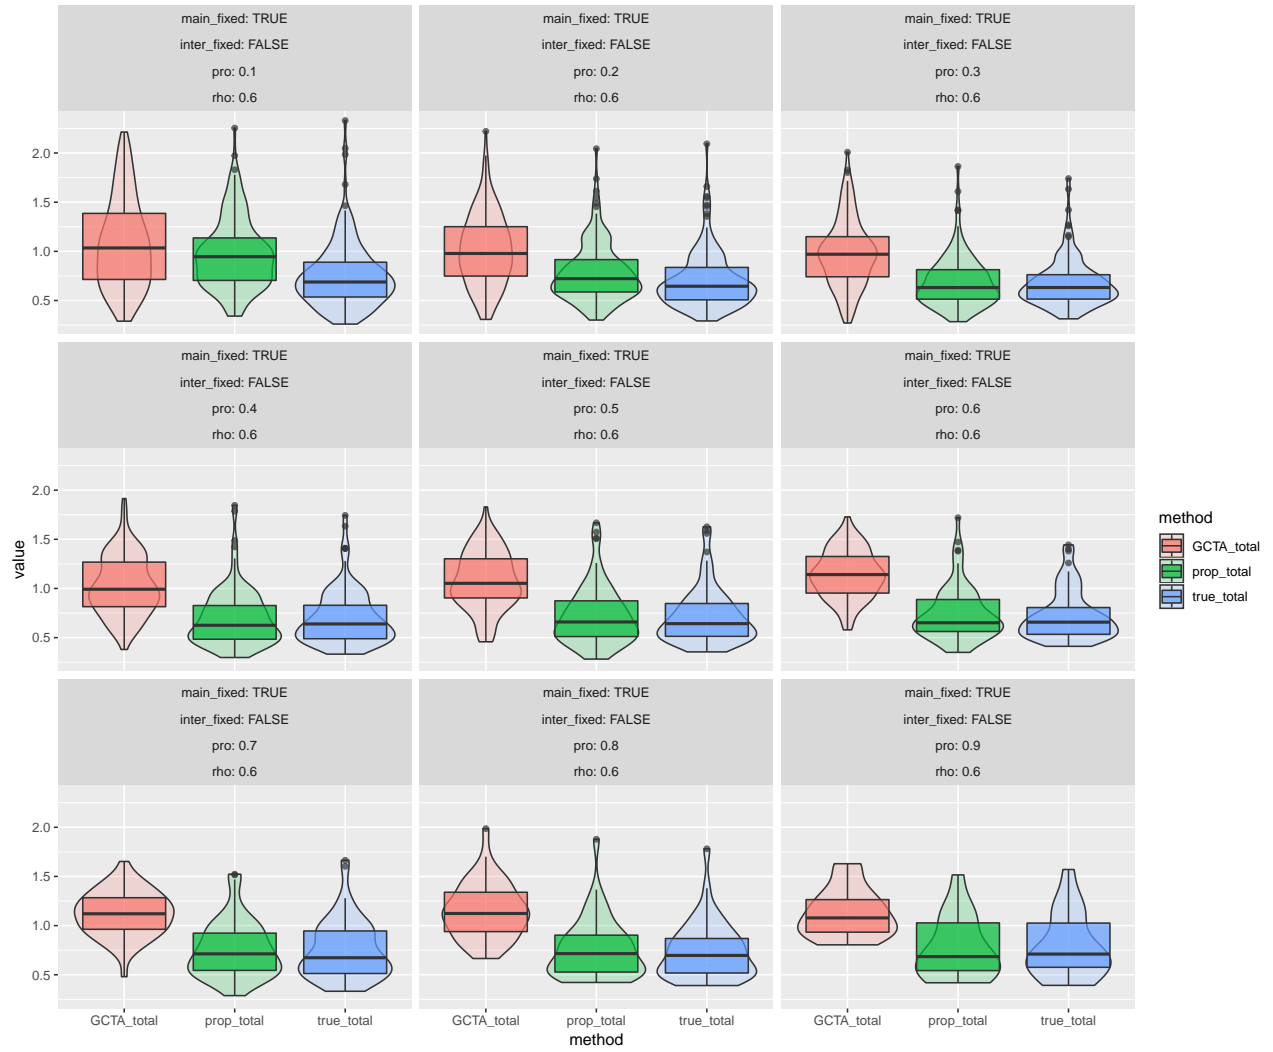 main_fixed: TRUE
inter_fixed: FALSE
pro: 0.1
rho: 0.6
main_fixed: TRUE
inter_fixed: FALSE
pro: 0.2
rho: 0.6
main_fixed: TRUE
inter_fixed: FALSE
pro: 0.3
rho: 0.6
2.0
1.5
1.0
0.5
main_fixed: TRUE
inter_fixed: FALSE
pro: 0.4
rho: 0.6
main_fixed: TRUE
inter_fixed: FALSE
pro: 0.5
rho: 0.6
main_fixed: TRUE
inter_fixed: FALSE
pro: 0.6
rho: 0.6
2.0
1.5
1.0
0.5
main_fixed: TRUE
inter_fixed: FALSE
pro: 0.7
rho: 0.6
main_fixed: TRUE
inter_fixed: FALSE
pro: 0.8
rho: 0.6
main_fixed: TRUE
inter_fixed: FALSE
pro: 0.9
rho: 0.6
2.0
1.5
1.0
0.5
GCTA_total prop_total true_total
GCTA_total prop_total true_total
GCTA_total prop_total true_total
method
value
method
GCTA_total
prop_total
true_total